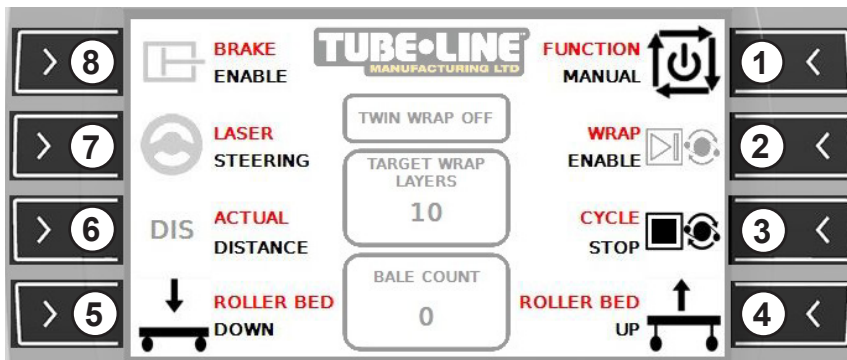 8
BRAKE
ENABLE
TUBE•LINE
MANUFACTURING LTD
FUNCTION
MANUAL
1
7
LASER
STEERING
TWIN WRAP OFF
WRAP
ENABLE
2
6
DIS
ACTUAL
DISTANCE
TARGET WRAP
LAYERS
10
CYCLE
STOP
3
5
ROLLER BED
DOWN
BALE COUNT
0
ROLLER BED
UP
4